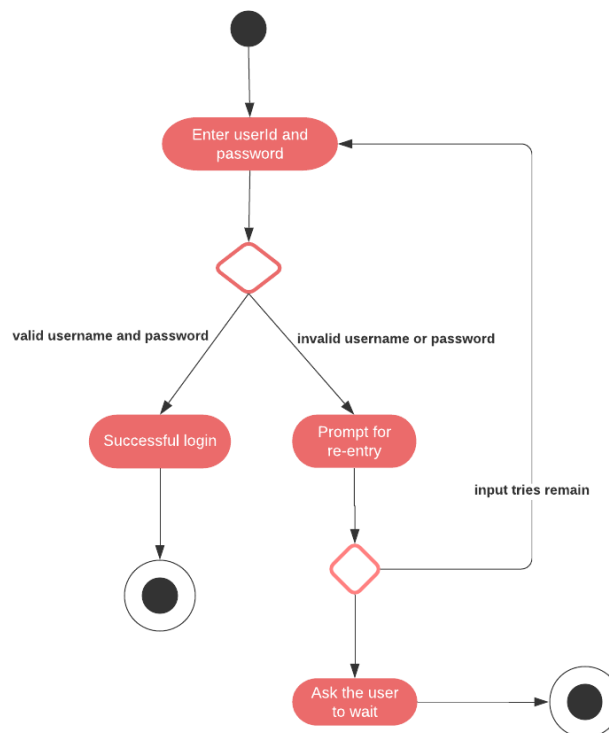 Enter userId and
password
valid username and password
invalid username or password
Successful login
Prompt for
re-entry
input tries remain
Ask the user
to wait